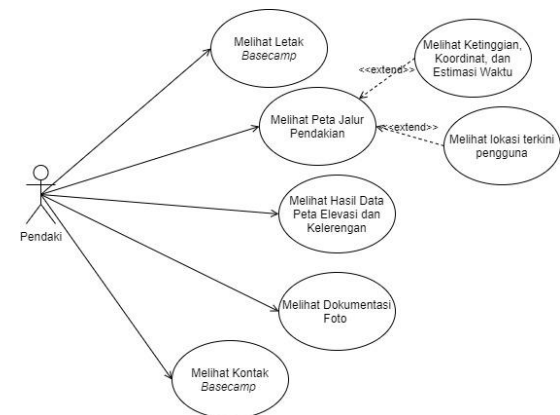 Melihat Letak
Basecamp
Melihat Ketinggian,
Koordinat, dan
Estimasi Waktu
<<extend>>
Melihat Peta Jalur
Pendakian
<<extend>>
Melihat lokasi terkini
pengguna
Pendaki
Melihat Hasil Data
Peta Elevasi dan
Kelerengan
Melihat Dokumentasi
Foto
Melihat Kontak
Basecamp